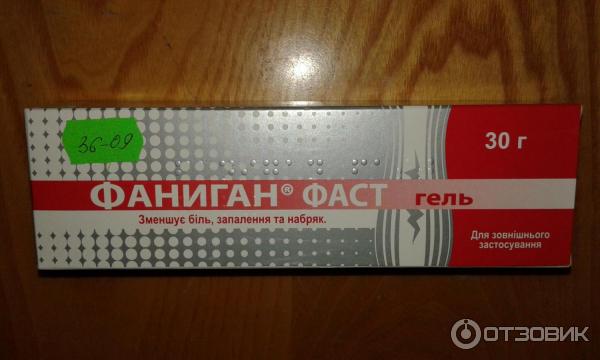 36-09
30 г
ФАНИГАН® ФАСТ гель
Зменшує біль, запалення та набряк.
Для зовнішнього
застосування
ОТЗОВИК